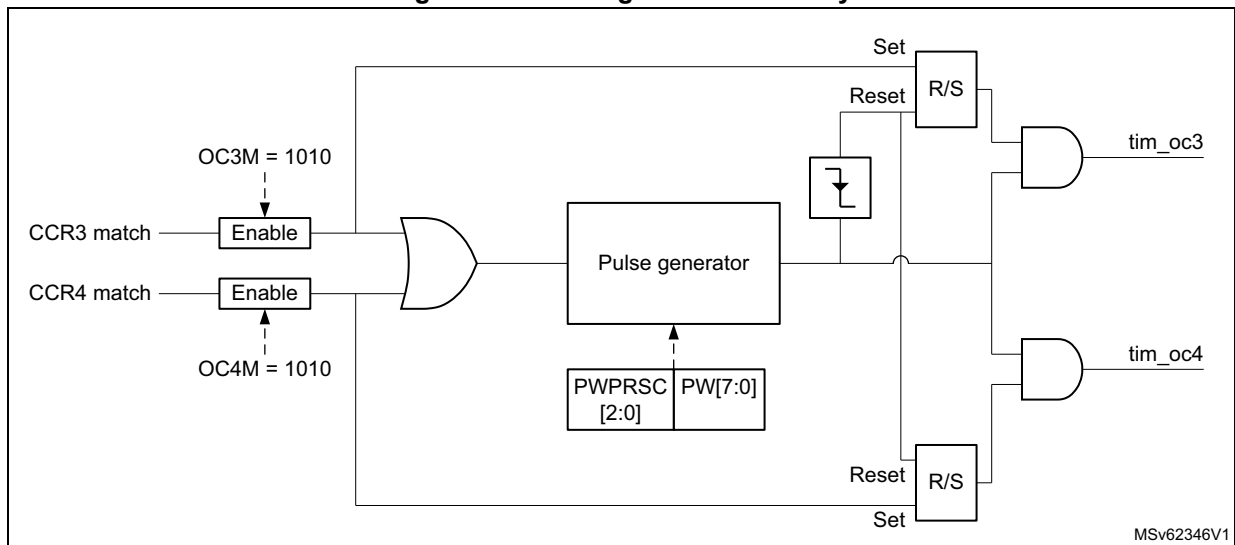 Set
Reset
R/S
tim_oc3
OC3M = 1010
CCR3 match
Enable
Pulse generator
CCR4 match
Enable
OC4M = 1010
PWPRSC
[2:0]
PW[7:0]
tim_oc4
Reset
R/S
Set
MSv62346V1